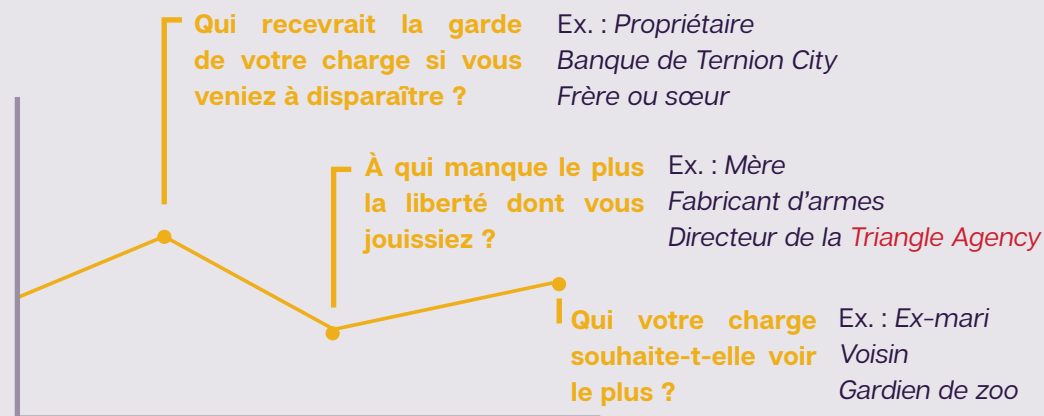 Qui recevrait la garde
de votre charge si vous
veniez à disparaître ?
Ex. : Propriétaire
Banque de Ternion City
Frère ou sœur
À qui manque le plus
la liberté dont vous
jouissiez ?
Ex. : Mère
Fabricant d’armes
Directeur de la Triangle Agency
Qui votre charge
souhaite-t-elle voir
le plus ?
Ex. : Ex-mari
Voisin
Gardien de zoo